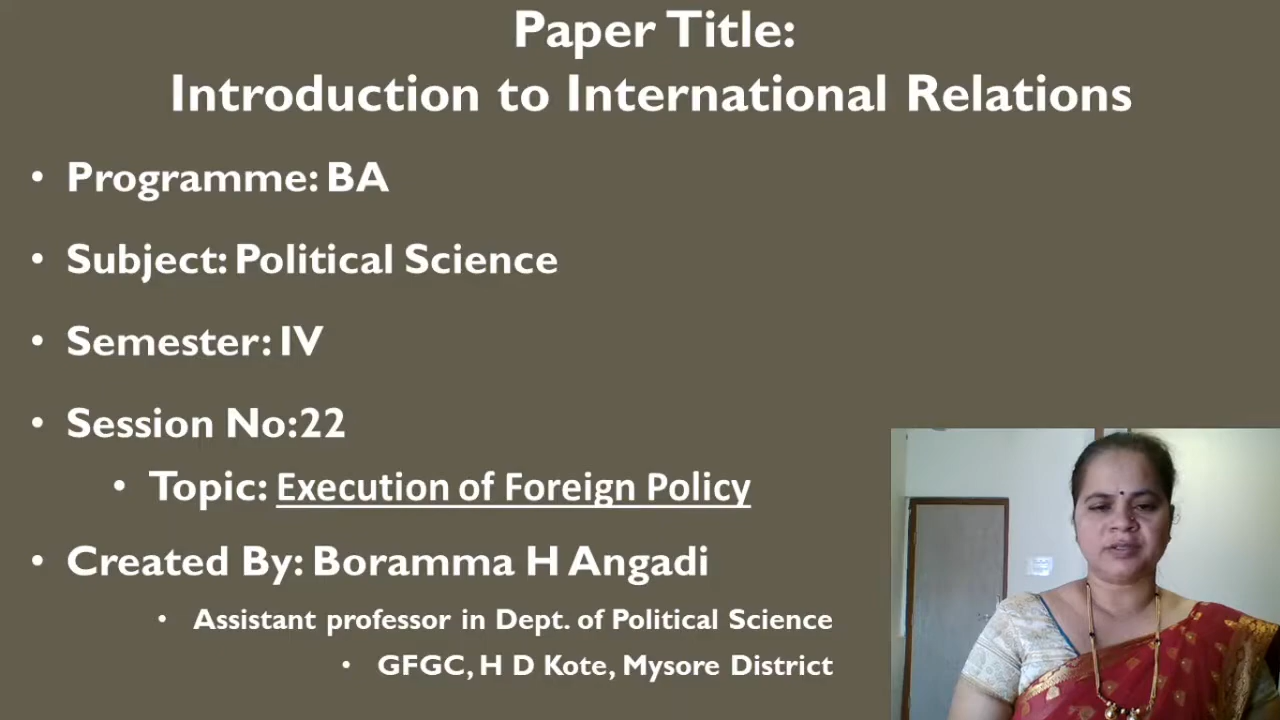 Paper Title:
Introduction to International Relations
• Programme: BA
• Subject: Political Science
• Semester: IV
• Session No:22
• Topic: Execution of Foreign Policy
• Created By: Boramma H Angadi
• Assistant professor in Dept. of Political Science
• GFGC, H D Kote, Mysore District